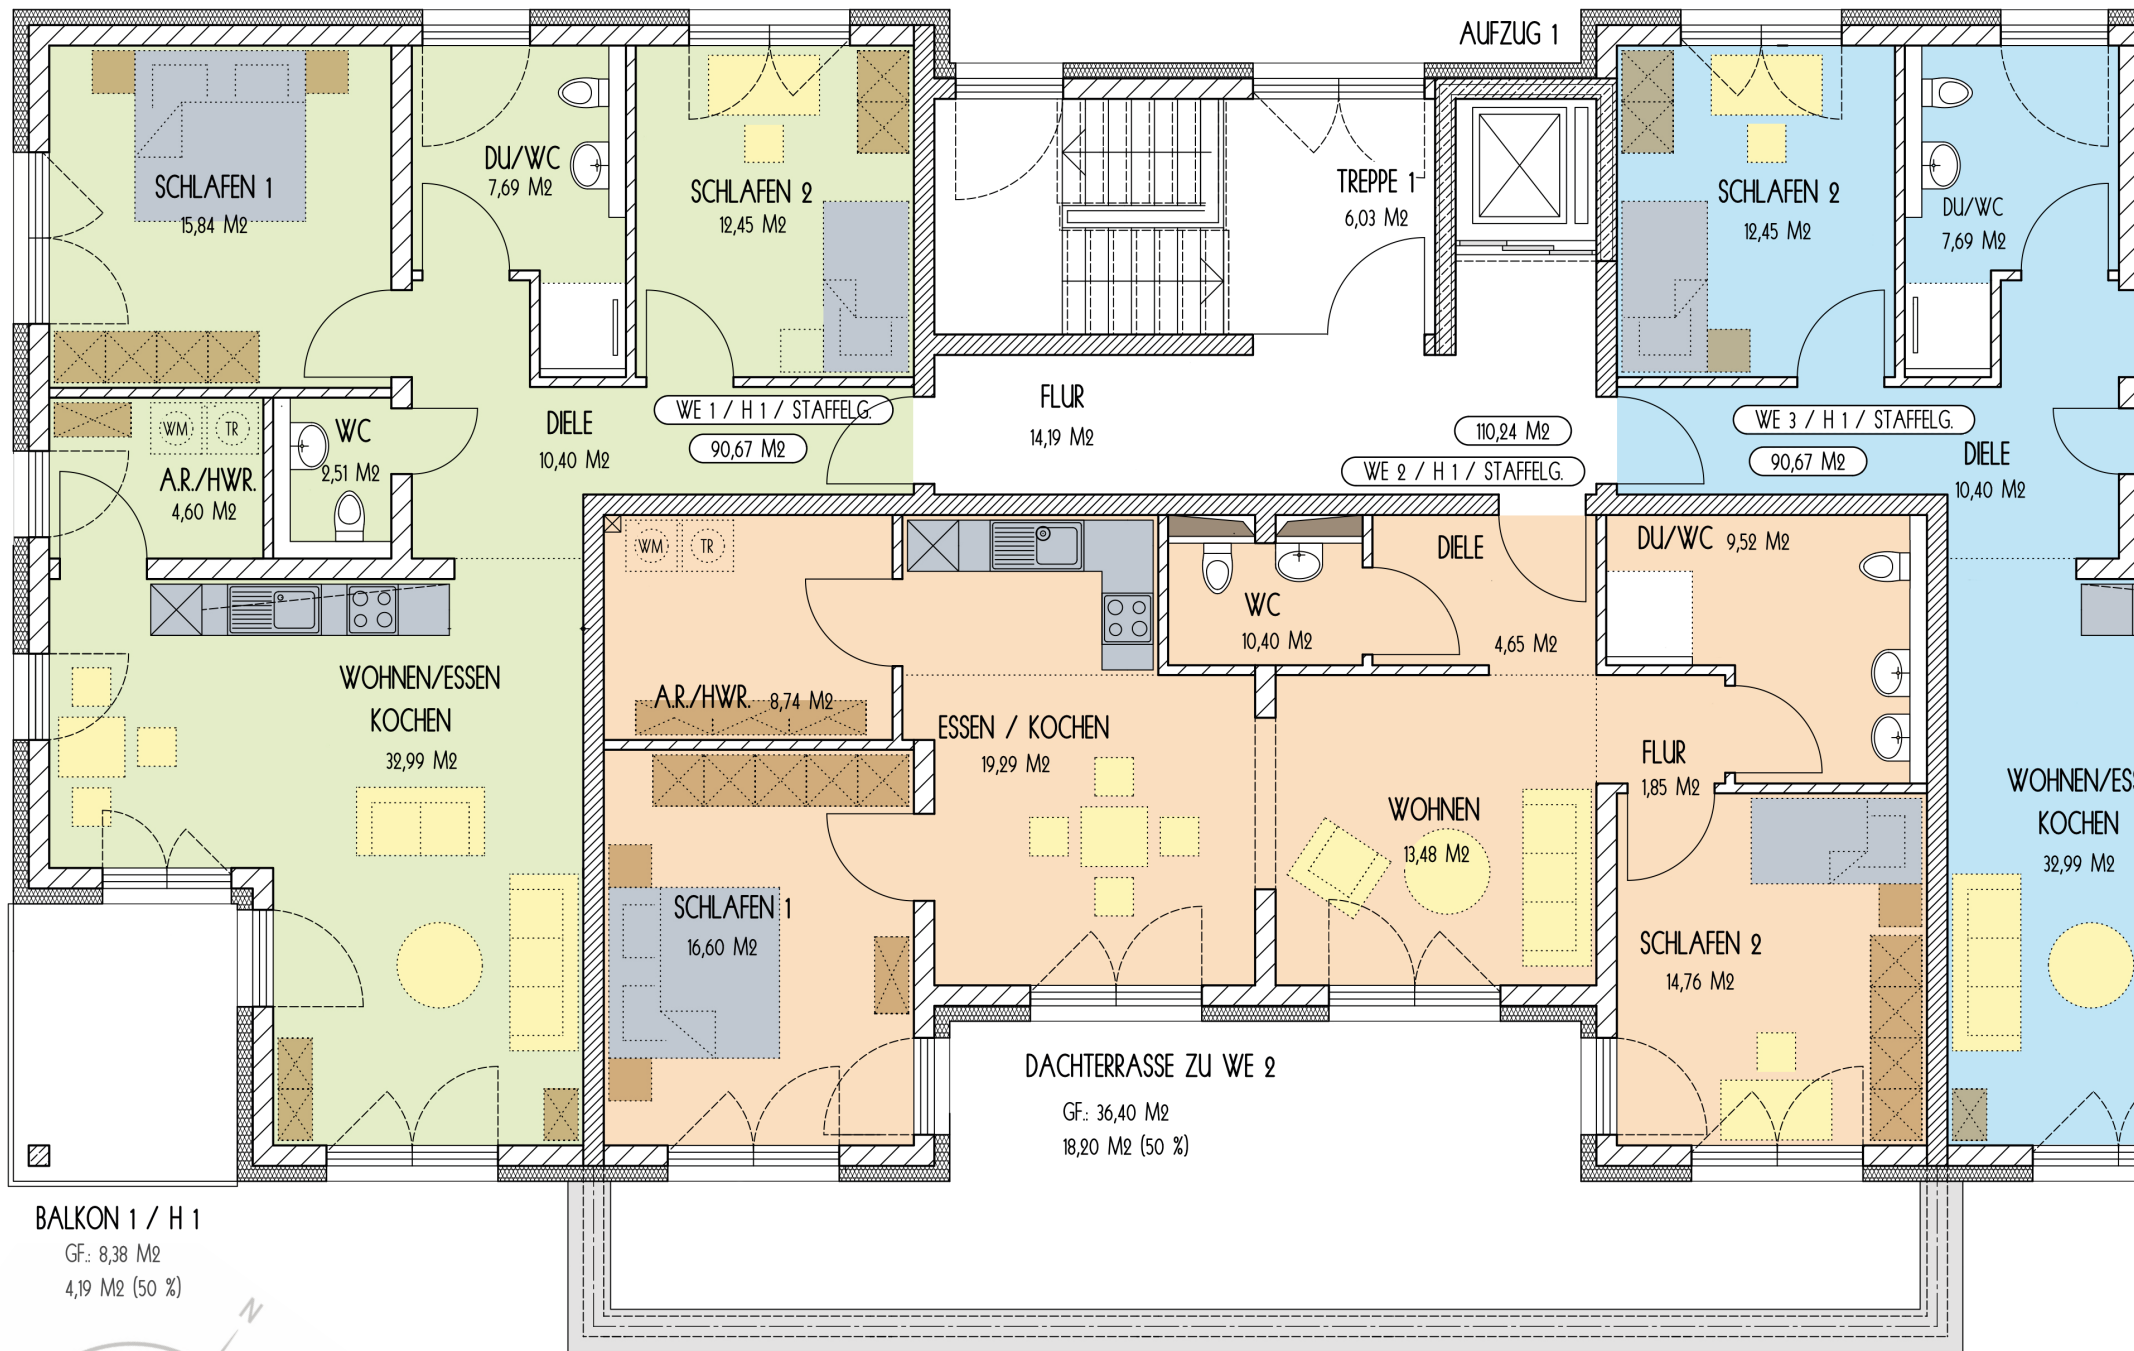 AUFZUG 1
SCHLAFEN 1
15,84 M2
DU/WC
7,69 M2
SCHLAFEN 2
12,45 M2
TREPPE 1
6,03 M2
SCHLAFEN 2
12,45 M2
DU/WC
7,69 M2
WM
TR
A.R./HWR.
4,60 M2
WC
2,51 M2
DIELE
10,40 M2
WE 1 / H 1 / STAFFELG.
90,67 M2
FLUR
14,19 M2
110,24 M2
WE 2 / H 1 / STAFFELG.
WE 3 / H 1 / STAFFELG.
90,67 M2
DIELE
10,40 M2
WM
TR
A.R./HWR. 8,74 M2
WC
10,40 M2
DIELE
4,65 M2
DU/WC 9,52 M2
WOHNEN/ESSEN
KOCHEN
32,99 M2
ESSEN / KOCHEN
19,29 M2
WOHNEN
13,48 M2
FLUR
1,85 M2
WOHNEN/ESS
KOCHEN
32,99 M2
SCHLAFEN 1
16,60 M2
SCHLAFEN 2
14,76 M2
DACHTERRASSE ZU WE 2
GF.: 36,40 M2
18,20 M2 (50 %)
BALKON 1 / H 1
GF.: 8,38 M2
4,19 M2 (50 %)
N